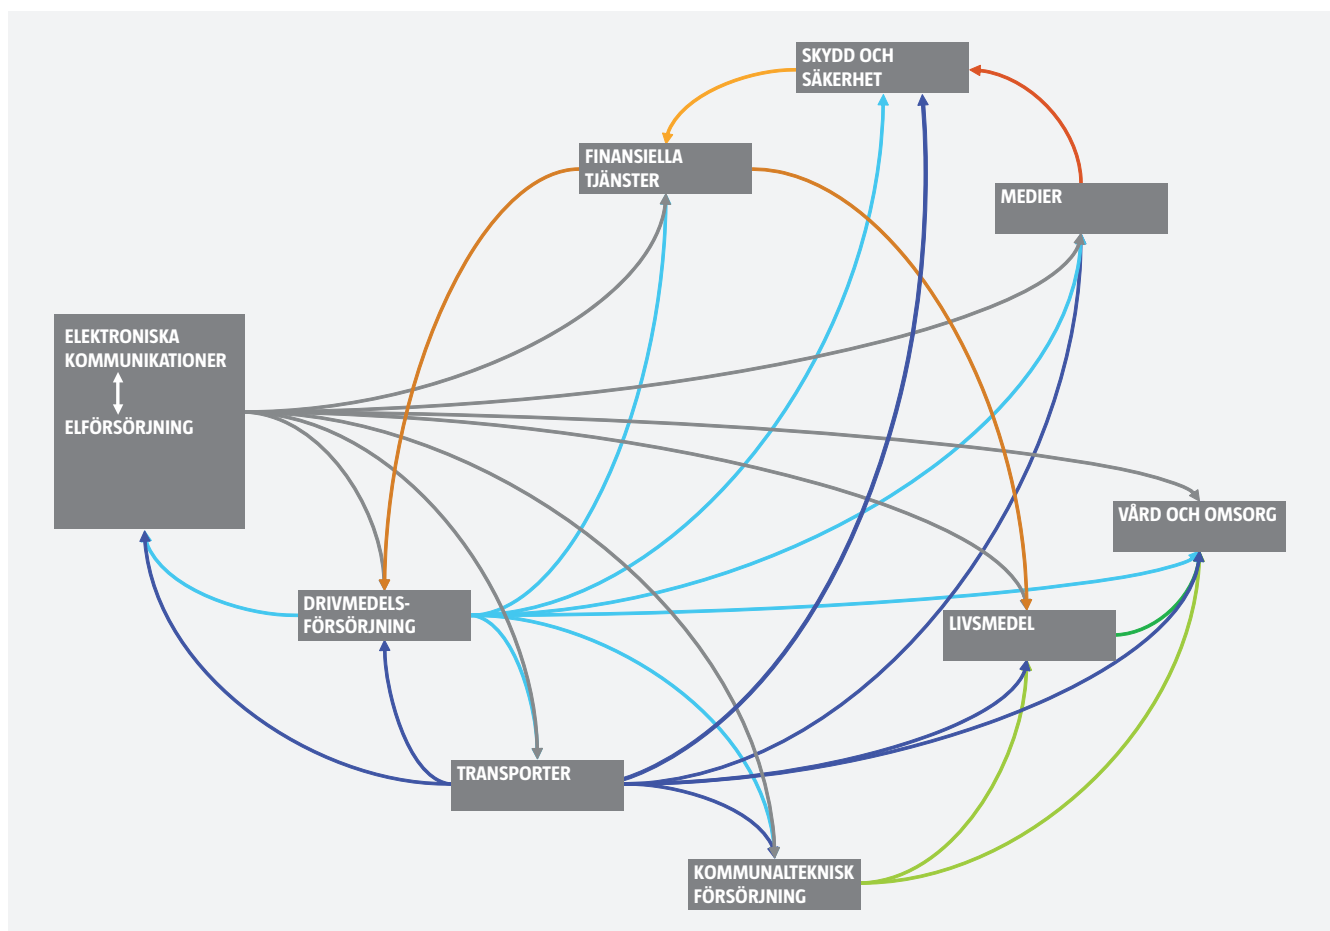 SKYDD OCH
SÄKERHET
FINANSIELLA
TJÄNSTER
MEDIER
ELEKTRONISKA
KOMMUNIKATIONER
ELFÖRSÖRJNING
VÅRD OCH OMSORG
DRIVMEDELS-
FÖRSÖRJNING
LIVSMEDEL
TRANSPORTER
KOMMUNALTEKNISK
FÖRSÖRJNING